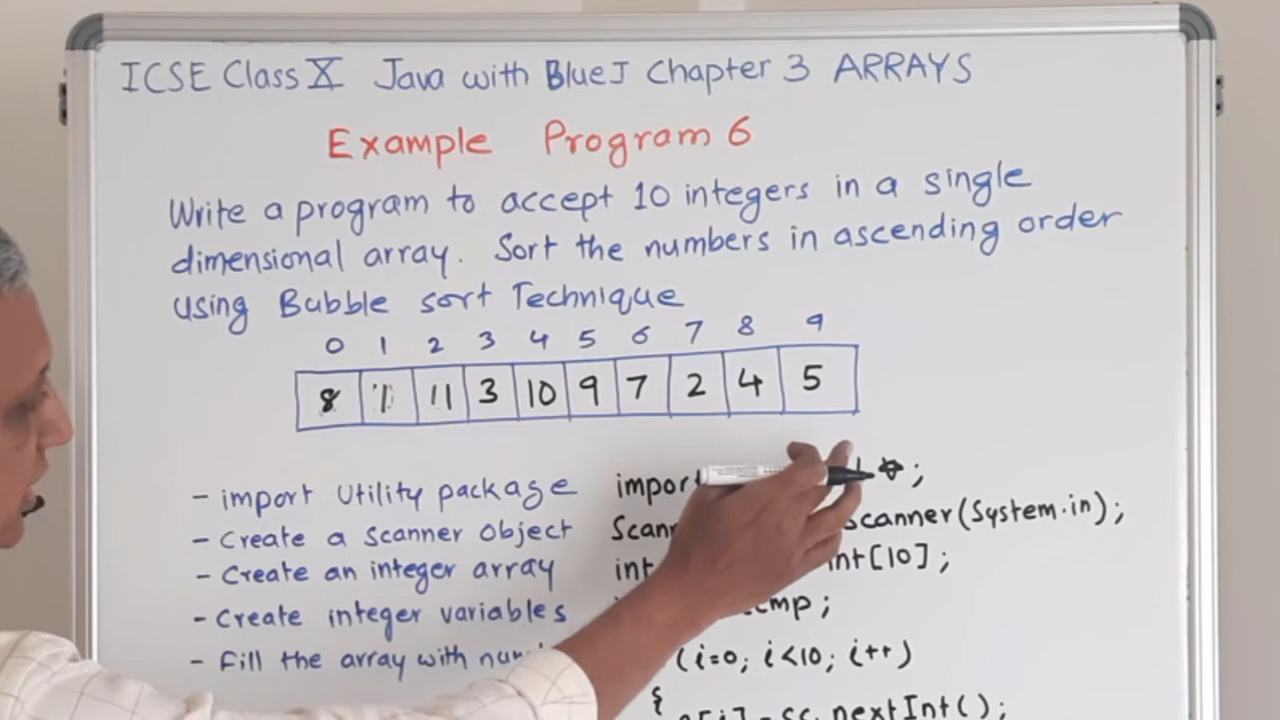 ICSE Class X Java with BlueJ Chapter 3 ARRAYS
Example Program 6
Write a program to accept 10 integers in a single
dimensional array. Sort the numbers in ascending order
using Bubble sort Technique
0 1 2 3 4 5 6 7 8 9
8 1 11 3 10 9 7 2 4 5
- import Utility package import *;
- Create a Scanner object Scanner(System.in);
- Create an integer array int int[10];
- Create integer variables temp;
- Fill the array with (i=0; i<10; i++)
{
sc.nextInt();